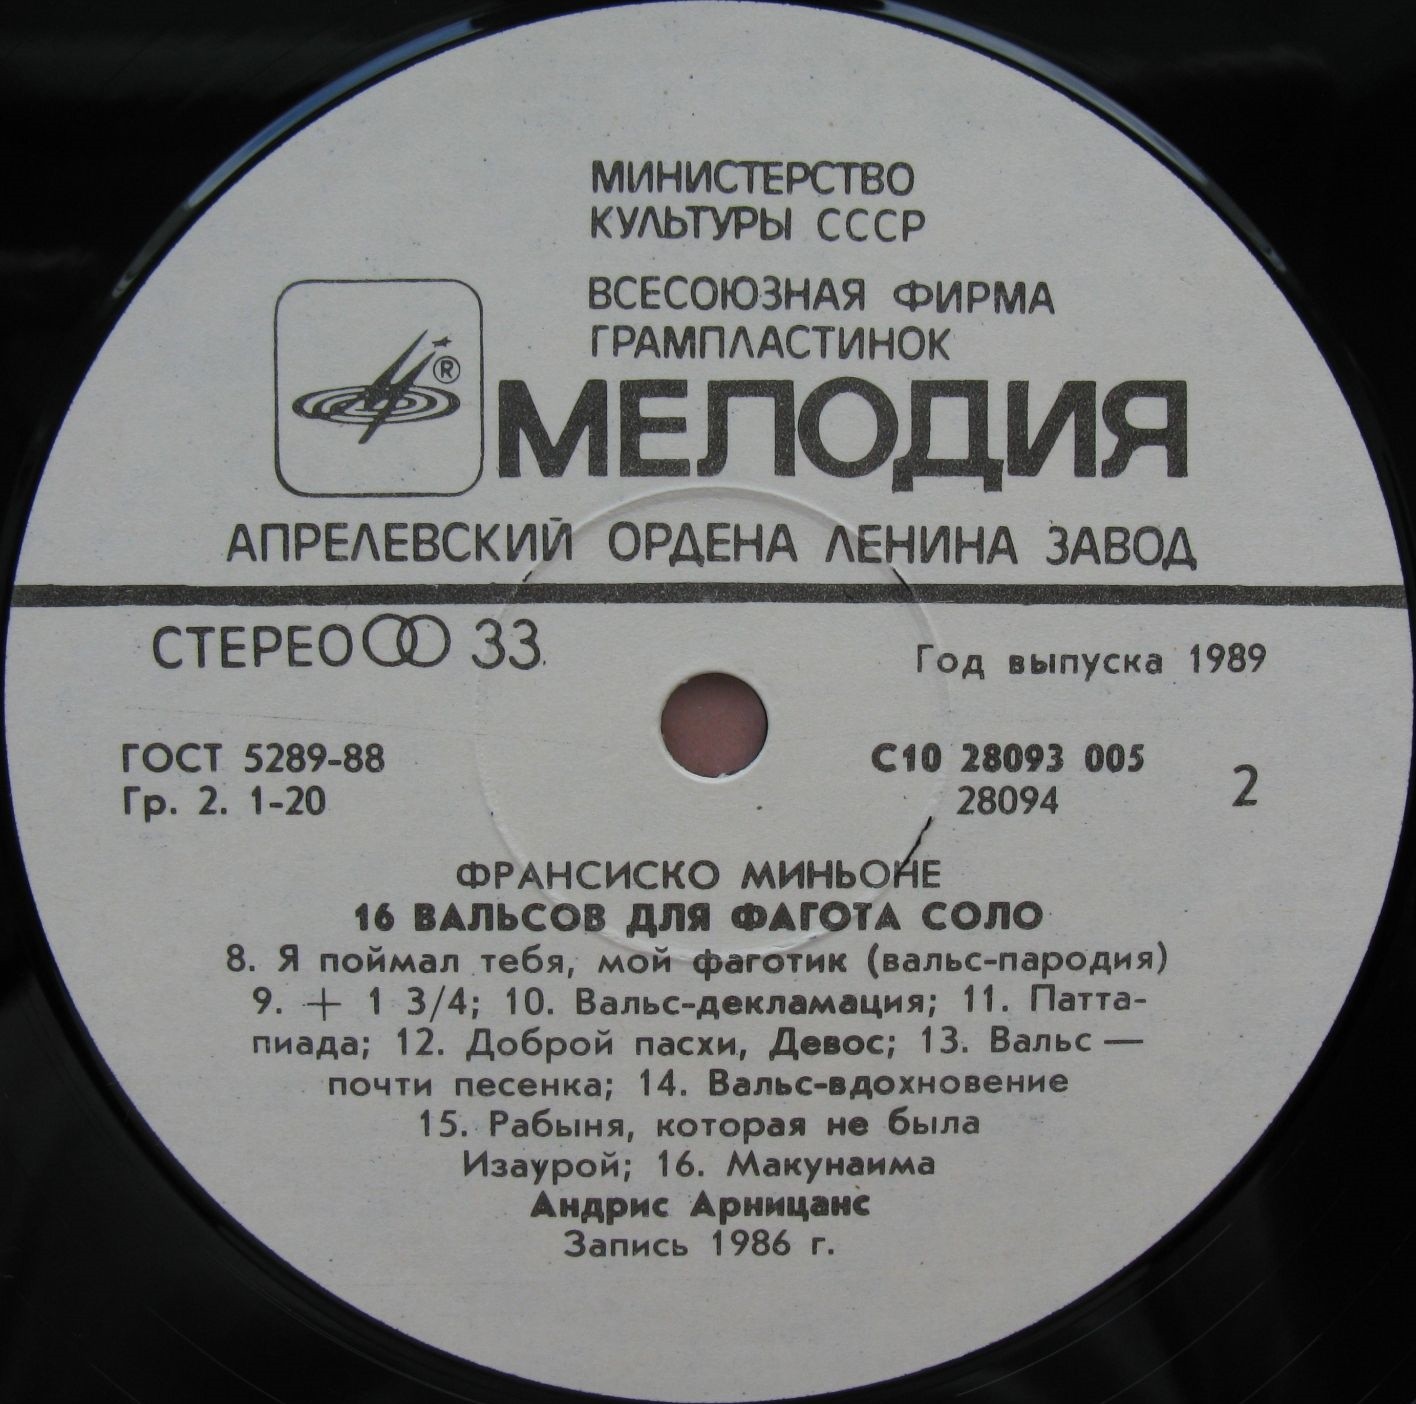 МИНИСТЕРСТВО
КУЛЬТУРЫ СССР
ВСЕСОЮЗНАЯ ФИРМА
ГРАМПЛАСТИНОК
®
МЕЛОДИЯ
АПРЕЛЕВСКИЙ ОРДЕНА ЛЕНИНА ЗАВОД
СТЕРЕО 33
Год выпуска 1989
ГОСТ 5289-88
Гр. 2. 1-20
С10 28093 005
28094
2
ФРАНСИСКО МИНЬОНЕ
16 ВАЛЬСОВ ДЛЯ ФАГОТА СОЛО
8. Я поймал тебя, мой фаготик (вальс-пародия)
9. + 1 3/4; 10. Вальс-декламация; 11. Патта-
пиада; 12. Доброй пасхи, Девос; 13. Вальс —
почти песенка; 14. Вальс-вдохновение
15. Рабыня, которая не была
Изаурой; 16. Макунаима
Андрис Арницанс
Запись 1986 г.